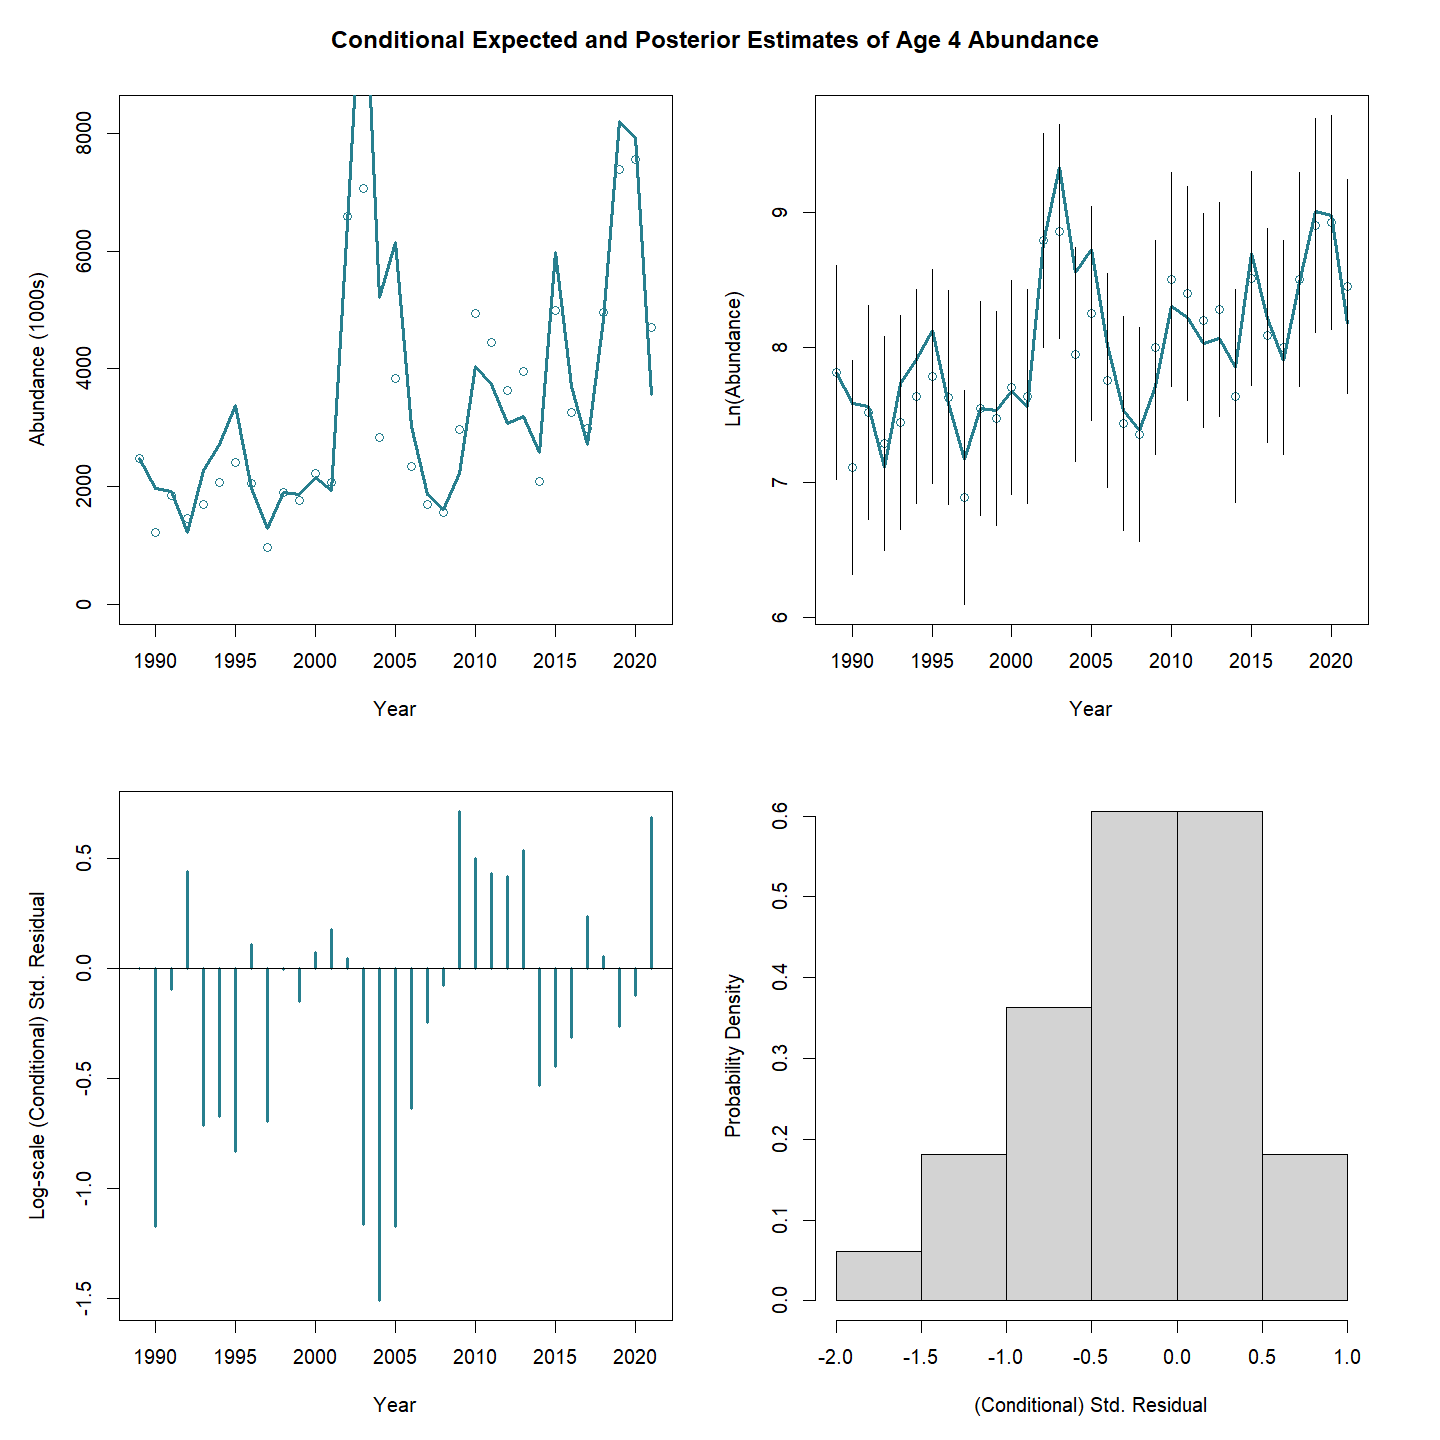 Conditional Expected and Posterior Estimates of Age 4 Abundance
Abundance (1000s)
8000
6000
4000
2000
0
1990 1995 2000 2005 2010 2015 2020
Year
Ln(Abundance)
9
8
7
6
1990 1995 2000 2005 2010 2015 2020
Year
Log-scale (Conditional) Std. Residual
0.5
0.0
-0.5
-1.0
-1.5
1990 1995 2000 2005 2010 2015 2020
Year
Probability Density
0.6
0.5
0.4
0.3
0.2
0.1
0.0
-2.0 -1.5 -1.0 -0.5 0.0 0.5 1.0
(Conditional) Std. Residual